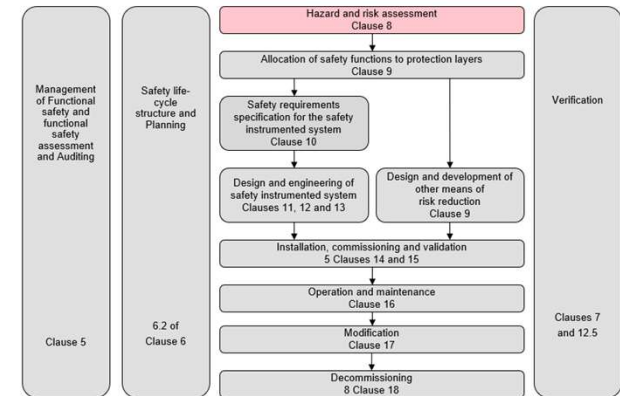 Management
of Functional
safety and
functional
safety
assessment
and Auditing
Clause 5
Safety life-
cycle
structure and
Planning
6.2 of
Clause 6
Hazard and risk assessment
Clause 8
Allocation of safety functions to protection layers
Clause 9
Safety requirements
specification for the safety
instrumented system
Clause 10
Design and engineering of
safety instrumented system
Clauses 11, 12 and 13
Design and development of
other means of
risk reduction
Clause 9
Installation, commissioning and validation
5 Clauses 14 and 15
Operation and maintenance
Clause 16
Modification
Clause 17
Decommissioning
8 Clause 18
Verification
Clauses 7
and 12.5